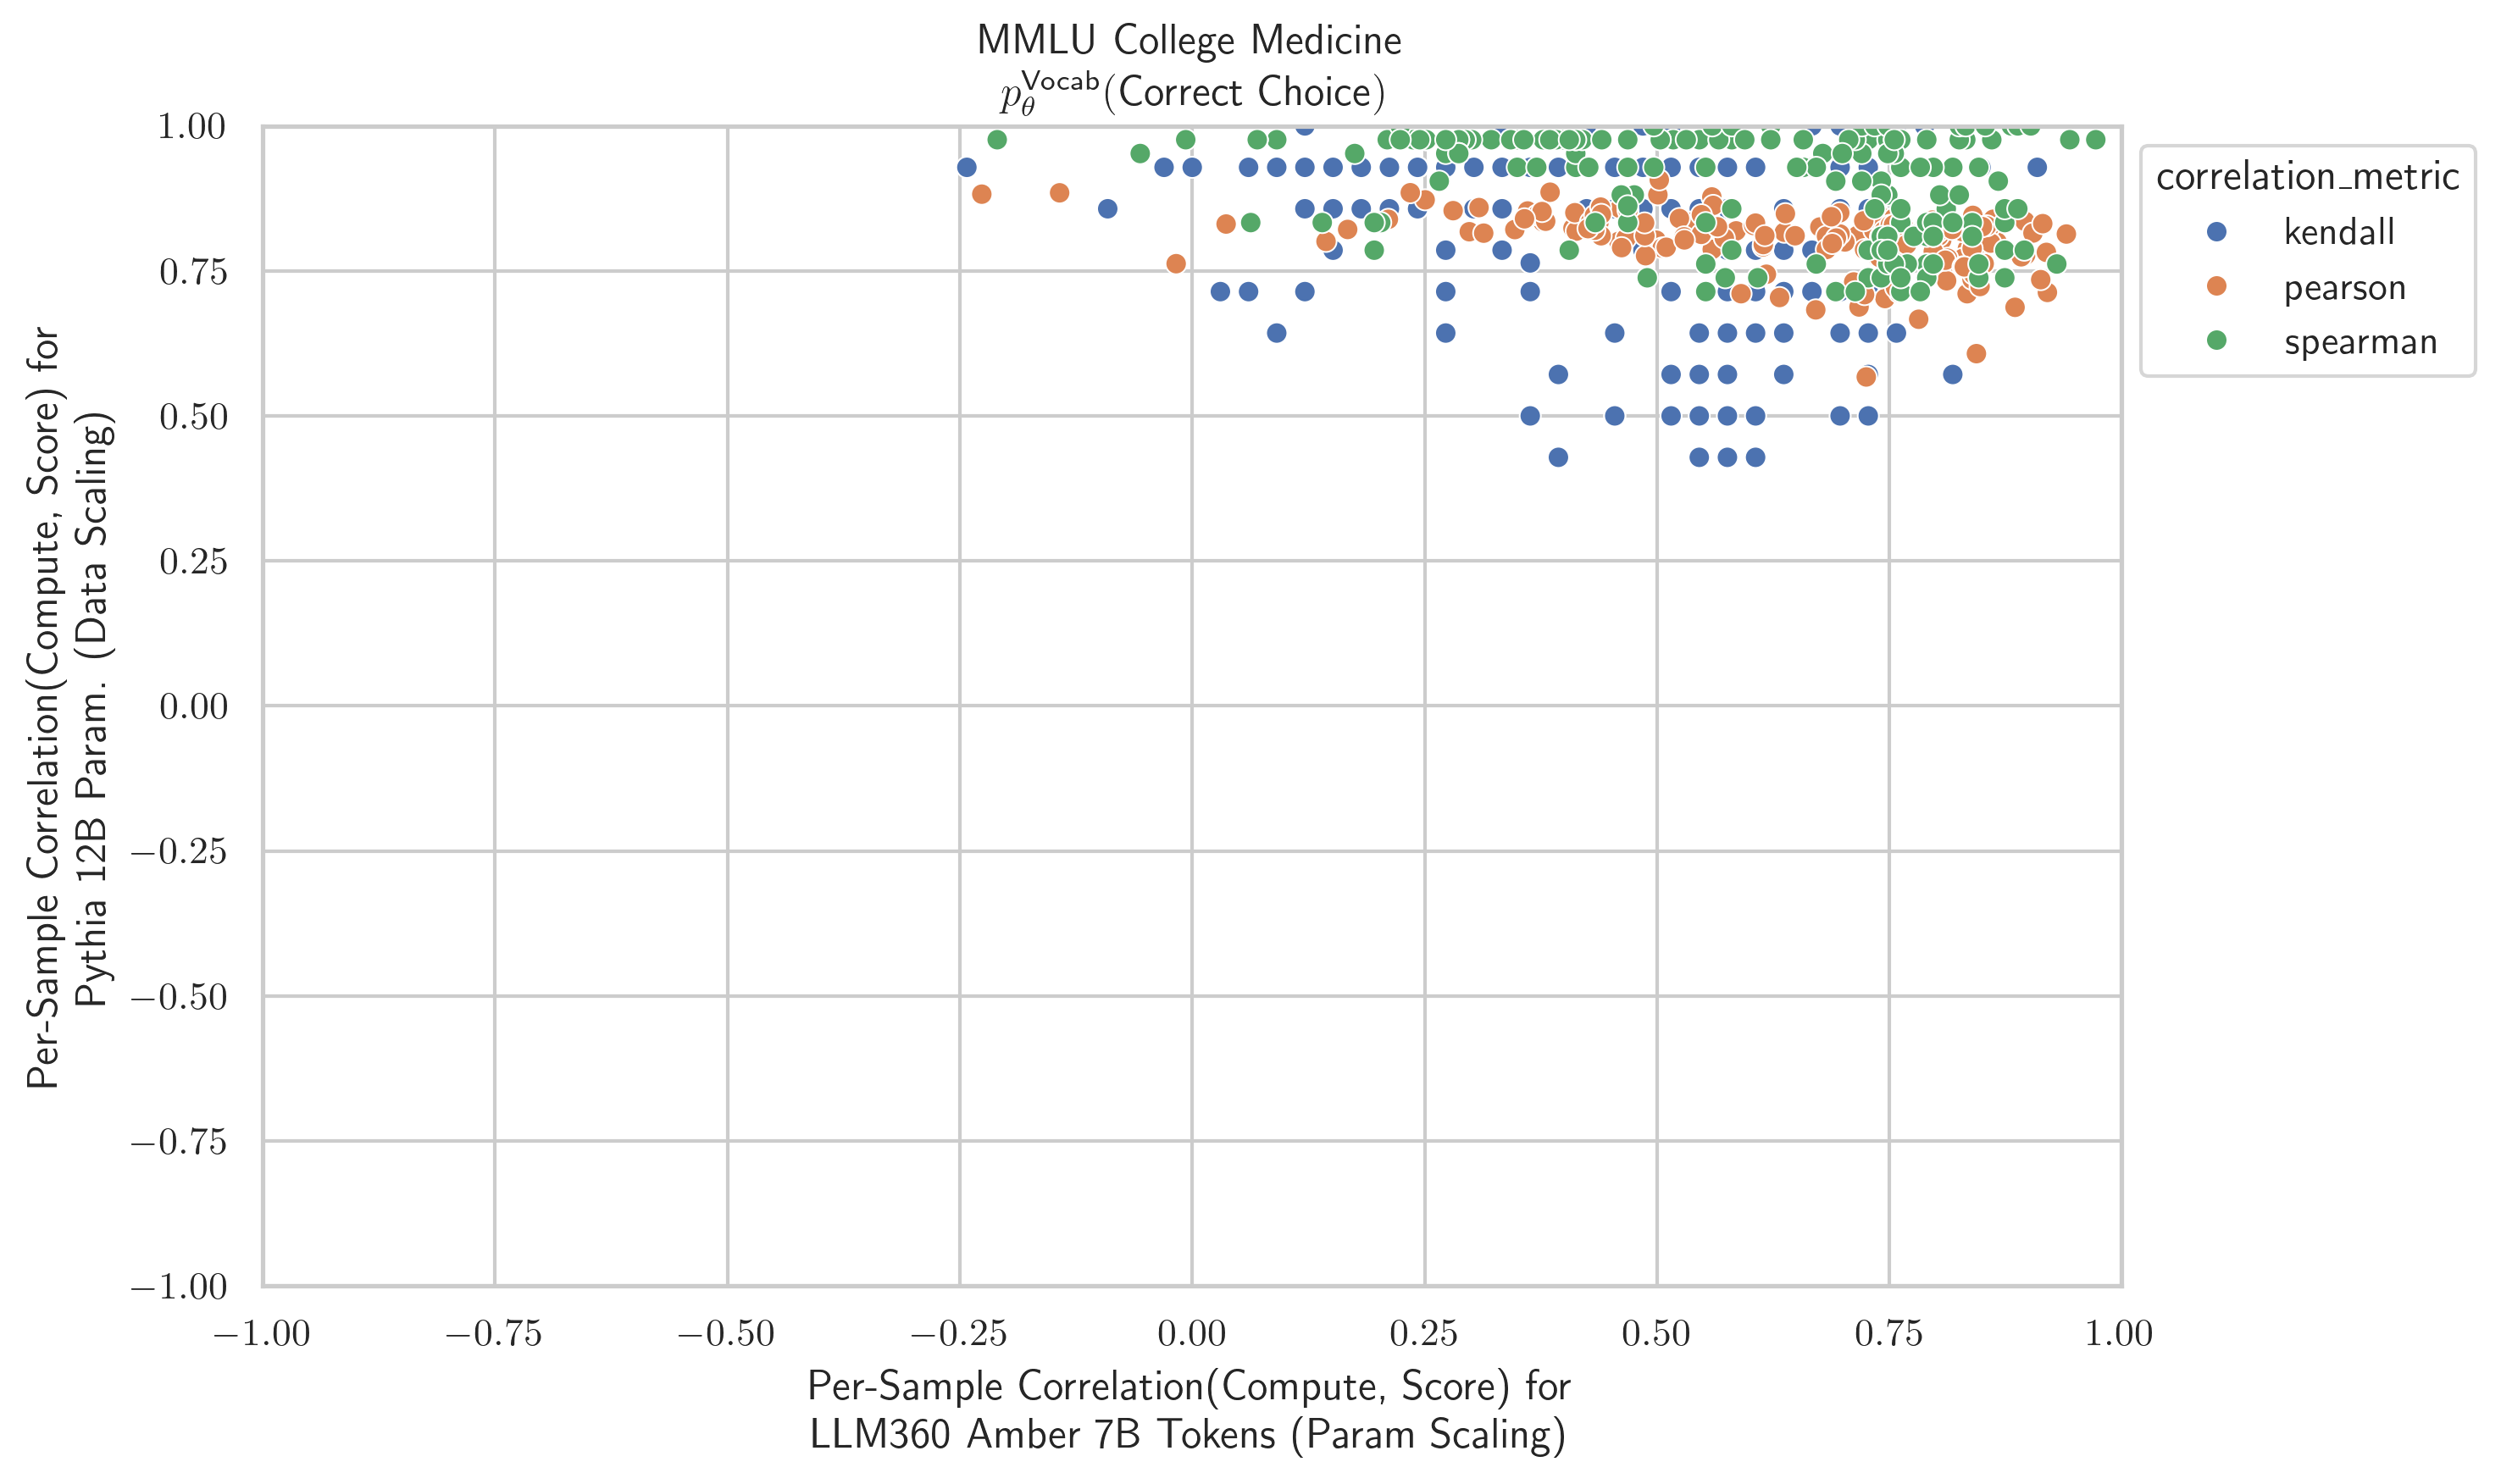 MMLU College Medicine
p_θ^Vocab(Correct Choice)
1.00
0.75
0.50
0.25
0.00
−0.25
−0.50
−0.75
−1.00
Per-Sample Correlation(Compute, Score) for
Pythia 12B Param. (Data Scaling)
correlation_metric
kendall
pearson
spearman
−1.00
−0.75
−0.50
−0.25
0.00
0.25
0.50
0.75
1.00
Per-Sample Correlation(Compute, Score) for
LLM360 Amber 7B Tokens (Param Scaling)